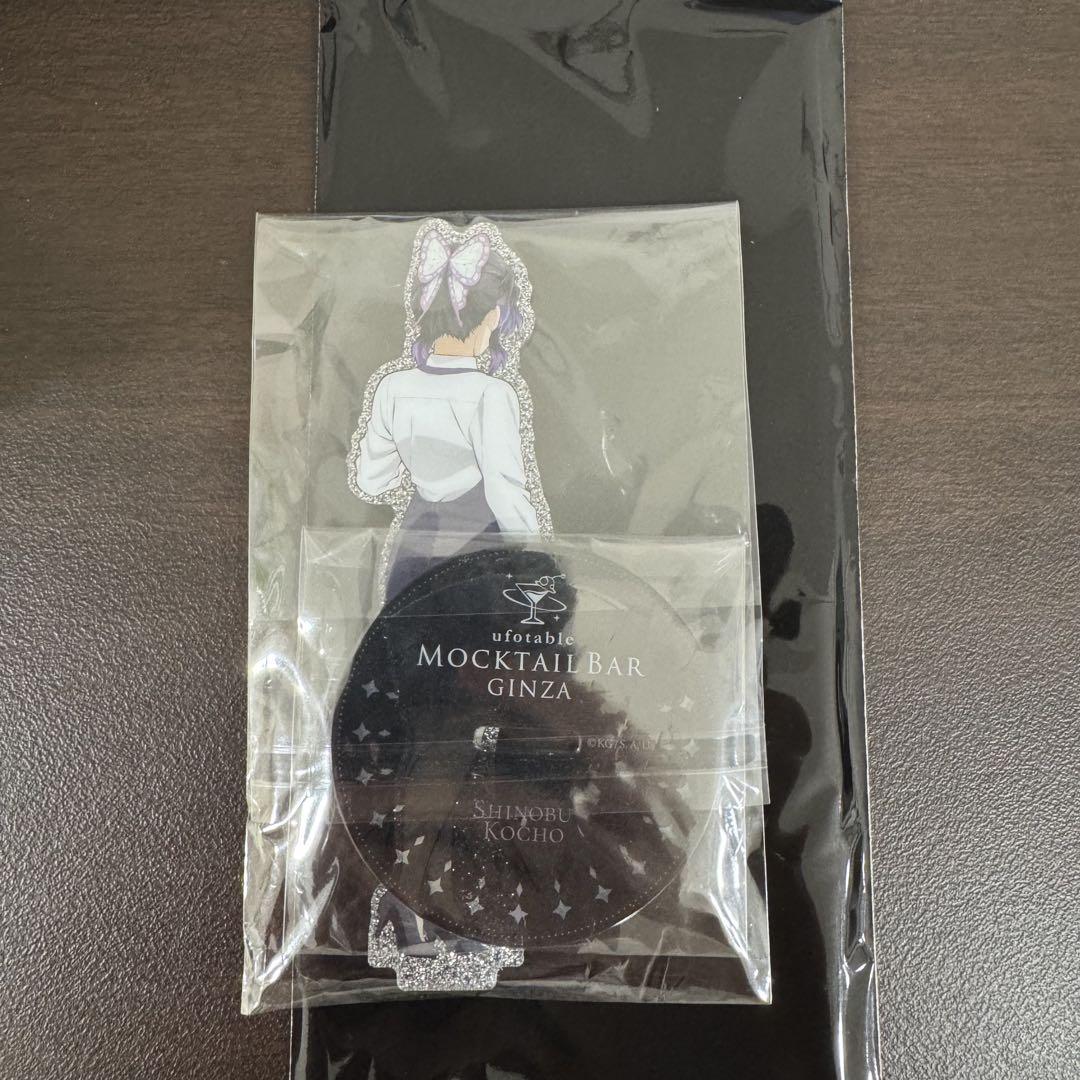 ufotable
MOCKTAIL BAR
GINZA
SHINOBU
KOCHO